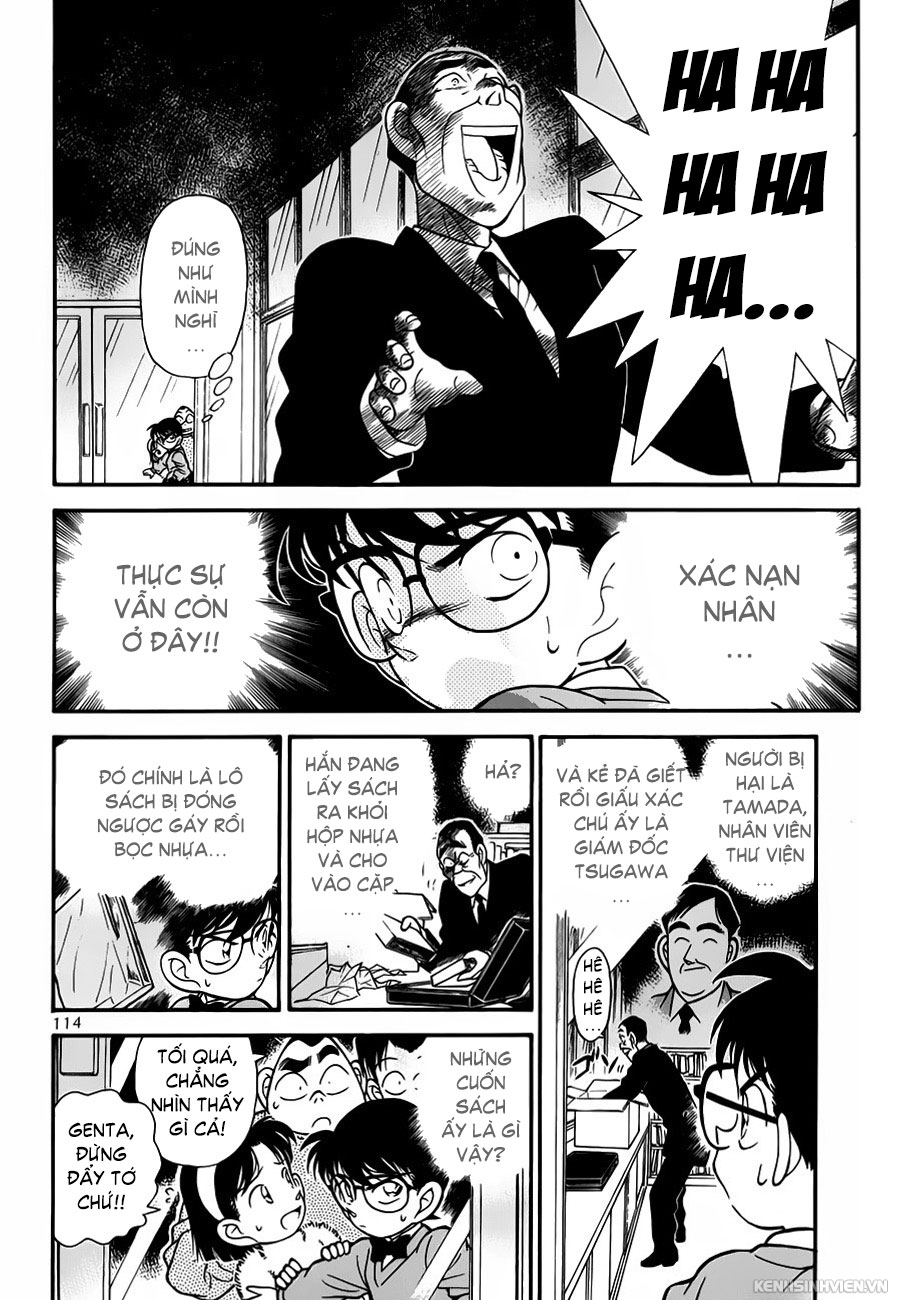 HA HA
HA HA
HA...
ĐÚNG
NHƯ
MÌNH
NGHĨ
...
XÁC NẠN
NHÂN
...
THỰC SỰ
VẪN CÒN
Ở ĐÂY!!
NGƯỜI BỊ
HẠI LÀ
TAMADA,
NHÂN VIÊN
THƯ VIỆN
...
VÀ KẺ ĐÃ GIẾT
RỒI GIẤU XÁC
CHÚ ẤY LÀ
GIÁM ĐỐC
TSUGAWA
...
HÊ
HÊ
HÊ
...
HẢ?
HẮN ĐANG
LẤY SÁCH
RA KHỎI
HỘP NHỰA
VÀ CHO
VÀO CẶP
...
ĐÓ CHÍNH LÀ LÔ
SÁCH BỊ ĐÓNG
NGƯỢC GÁY RỒI
BỌC NHỰA...
114
NHỮNG
CUỐN
SÁCH
ẤY LÀ GÌ
VẬY?
TỐI QUÁ,
CHẲNG
NHÌN THẤY
GÌ CẢ!
GENTA,
ĐỪNG
ĐẨY TỚ
CHỨ!!
KENHSINHVIEN.VN